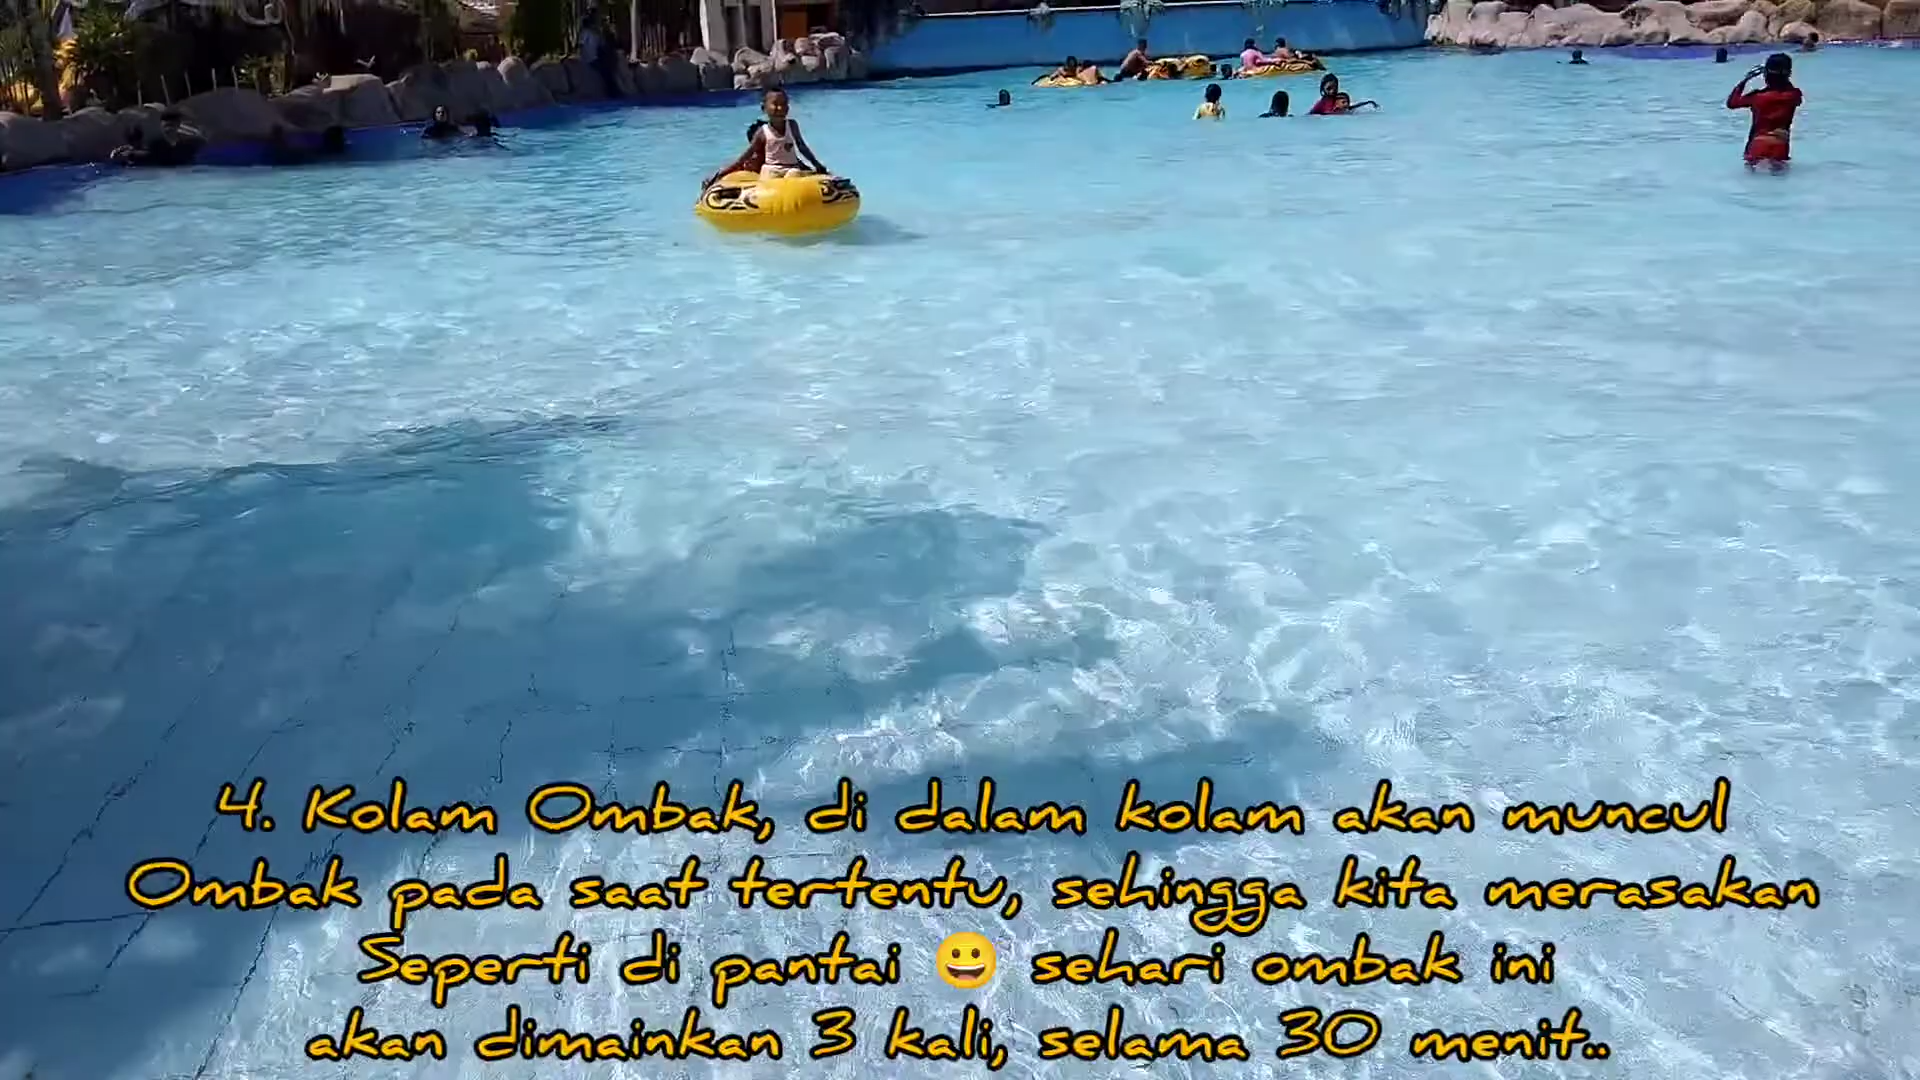 4. Kolam Ombak, di dalam kolam akan muncul
Ombak pada saat tertentu, sehingga kita merasakan
Seperti di pantai 😀 sehari ombak ini
akan dimainkan 3 kali, selama 30 menit..